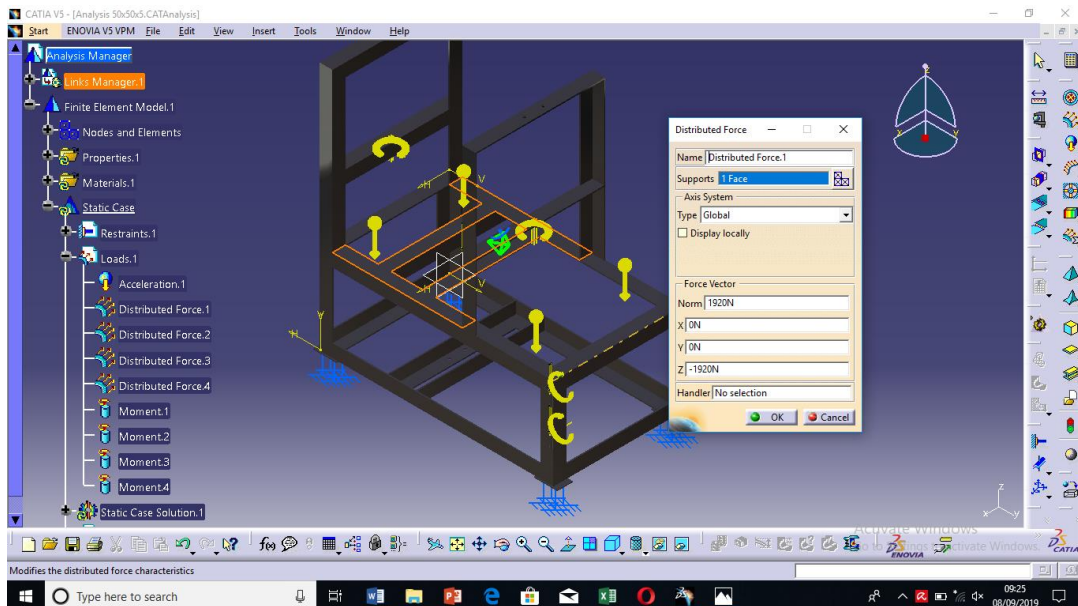 CATIA V5 - [Analysis 50x50x5.CATAnalysis]
Start ENOVIA V5 VPM File Edit View Insert Tools Window Help
Analysis Manager
Links Manager.1
Finite Element Model.1
Nodes and Elements
Properties.1
Materials.1
Static Case
Restraints.1
Loads.1
Acceleration.1
Distributed Force.1
Distributed Force.2
Distributed Force.3
Distributed Force.4
Moment.1
Moment.2
Moment.3
Moment.4
Static Case Solution.1
H V
H V
H V
z
x y
Distributed Force
Name Distributed Force.1
Supports 1 Face
Axis System
Type Global
Display locally
Force Vector
Norm 1920N
X 0N
Y 0N
Z -1920N
Handler No selection
OK Cancel
Activate Windows
Activate Windows.
ENOVIA
CATIA
Modifies the distributed force characteristics
Type here to search
09:25
08/09/2019